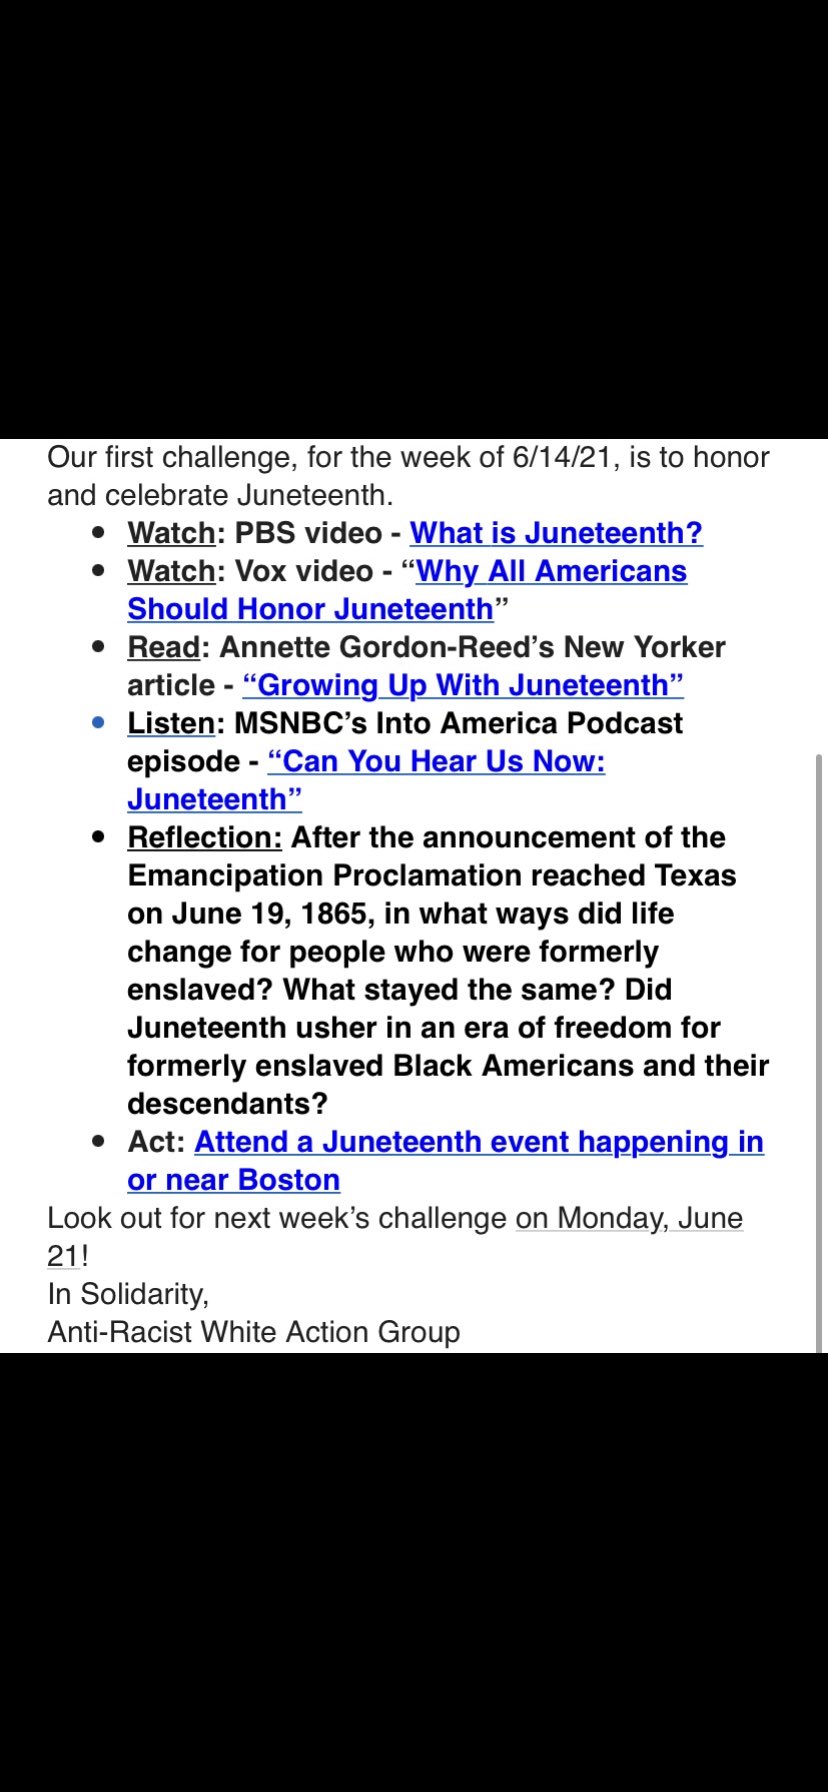 Our first challenge, for the week of 6/14/21, is to honor
and celebrate Juneteenth.
• Watch: PBS video - What is Juneteenth?
• Watch: Vox video - “Why All Americans
Should Honor Juneteenth”
• Read: Annette Gordon-Reed’s New Yorker
article - “Growing Up With Juneteenth”
• Listen: MSNBC’s Into America Podcast
episode - “Can You Hear Us Now:
Juneteenth”
• Reflection: After the announcement of the
Emancipation Proclamation reached Texas
on June 19, 1865, in what ways did life
change for people who were formerly
enslaved? What stayed the same? Did
Juneteenth usher in an era of freedom for
formerly enslaved Black Americans and their
descendants?
• Act: Attend a Juneteenth event happening in
or near Boston
Look out for next week’s challenge on Monday, June
21!
In Solidarity,
Anti-Racist White Action Group